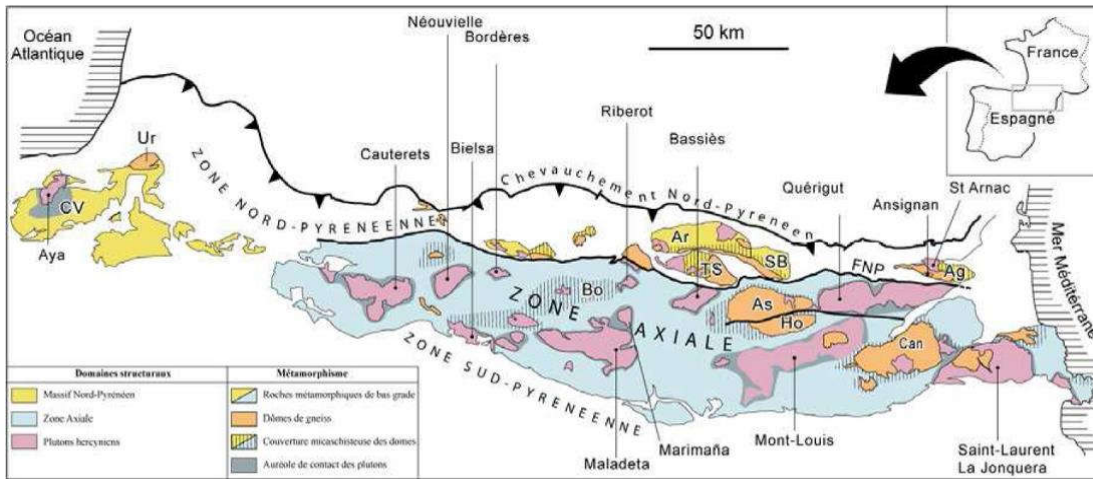 Océan
Atlantique
Néouvielle
Bordères
50 km
France
Espagne
Ur
Cauterets
Bielsa
Riberot
Bassiès
Quérigut
St Arnac
Ansignan
CV
Aya
ZONE NORD-PYRENEENNE
Chevauchement Nord-Pyrénéen
Ar
SB
TS
FNP
Ag
Bo
As
Ho
Can
ZONE AXIALE
ZONE SUD-PYRENEENNE
Mer Méditerrane
Maladeta
Marimaña
Mont-Louis
Saint-Laurent
La Jonquera
Domaines structuraux
Massif Nord-Pyrénéen
Zone Axiale
Plutons hercyniens
Métamorphisme
Roches métamorphiques de bas grade
Dômes de gneiss
Couverture micaschisteuse des domes
Auréole de contact des plutons